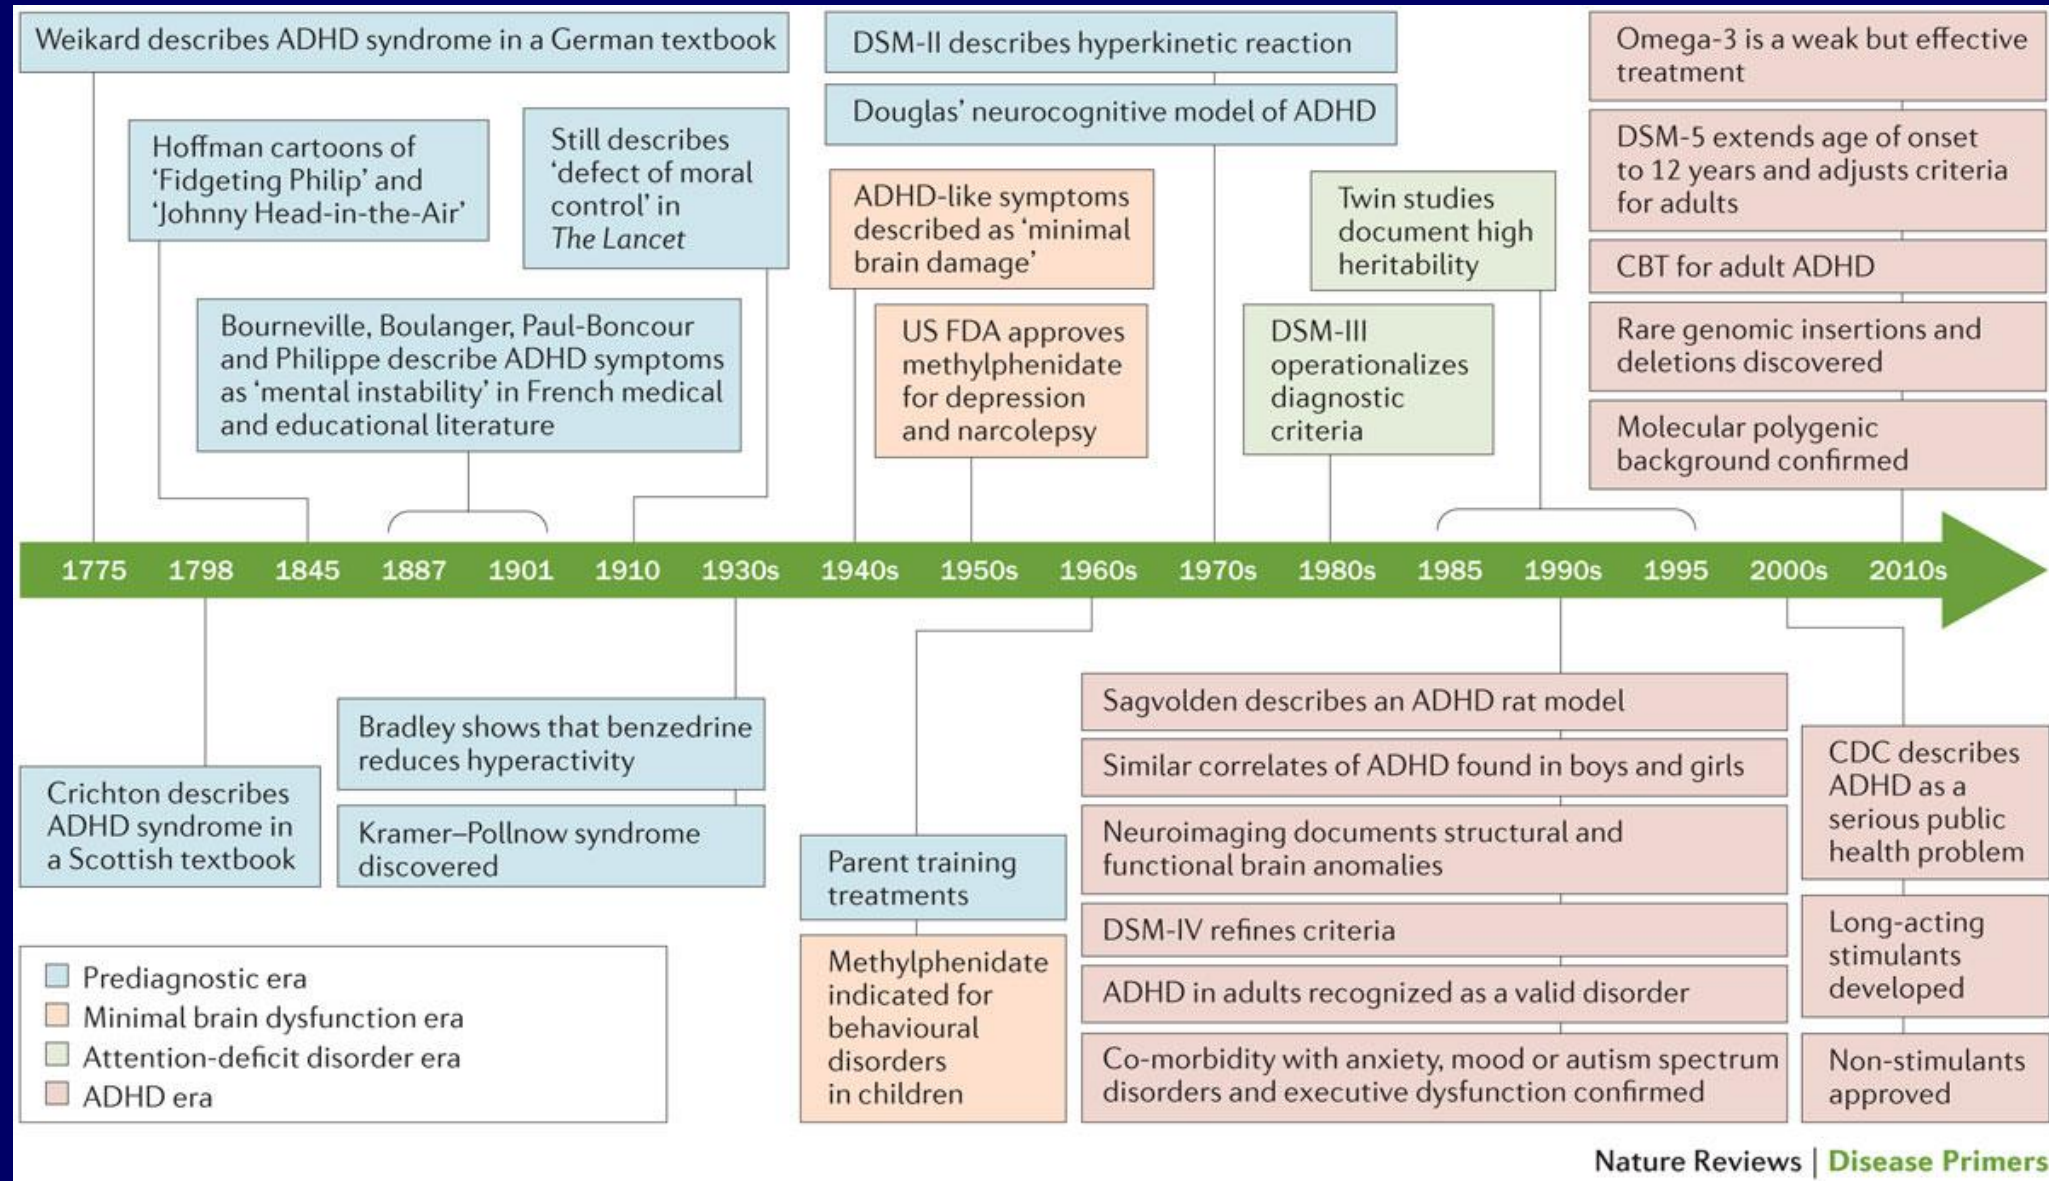 Weikard describes ADHD syndrome in a German textbook
Hoffman cartoons of
‘Fidgeting Philip’ and
‘Johnny Head-in-the-Air’
Still describes
‘defect of moral
control’ in
The Lancet
Bourneville, Boulanger, Paul-Boncour
and Philippe describe ADHD symptoms
as ‘mental instability’ in French medical
and educational literature
DSM-II describes hyperkinetic reaction
Douglas’ neurocognitive model of ADHD
ADHD-like symptoms
described as ‘minimal
brain damage’
US FDA approves
methylphenidate
for depression
and narcolepsy
Twin studies
document high
heritability
DSM-III
operationalizes
diagnostic
criteria
Omega-3 is a weak but effective
treatment
DSM-5 extends age of onset
to 12 years and adjusts criteria
for adults
CBT for adult ADHD
Rare genomic insertions and
deletions discovered
Molecular polygenic
background confirmed
1775 1798 1845 1887 1901 1910 1930s 1940s 1950s 1960s 1970s 1980s 1985 1990s 1995 2000s 2010s
Crichton describes
ADHD syndrome in
a Scottish textbook
Bradley shows that benzedrine
reduces hyperactivity
Kramer–Pollnow syndrome
discovered
Parent training
treatments
Methylphenidate
indicated for
behavioural
disorders
in children
Sagvolden describes an ADHD rat model
Similar correlates of ADHD found in boys and girls
Neuroimaging documents structural and
functional brain anomalies
DSM-IV refines criteria
ADHD in adults recognized as a valid disorder
Co-morbidity with anxiety, mood or autism spectrum
disorders and executive dysfunction confirmed
CDC describes
ADHD as a
serious public
health problem
Long-acting
stimulants
developed
Non-stimulants
approved
Prediagnostic era
Minimal brain dysfunction era
Attention-deficit disorder era
ADHD era
Nature Reviews | Disease Primers